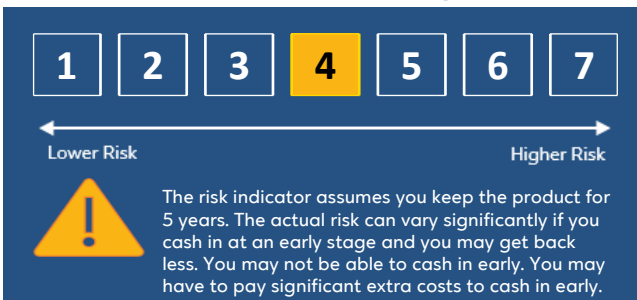 1 2 3 4 5 6 7
Lower Risk Higher Risk
!
The risk indicator assumes you keep the product for
5 years. The actual risk can vary significantly if you
cash in at an early stage and you may get back
less. You may not be able to cash in early. You may
have to pay significant extra costs to cash in early.